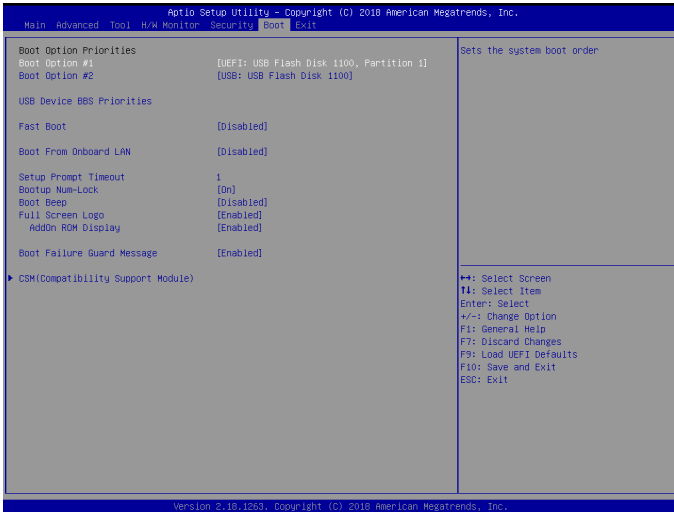 Aptio Setup Utility – Copyright (C) 2018 American Megatrends, Inc.
Main Advanced Tool H/W Monitor Security Boot Exit
Boot Option Priorities
Boot Option #1 [UEFI: USB Flash Disk 1100, Partition 1]
Boot Option #2 [USB: USB Flash Disk 1100]
USB Device BBS Priorities
Fast Boot [Disabled]
Boot From Onboard LAN [Disabled]
Setup Prompt Timeout 1
Bootup Num-Lock [On]
Boot Beep [Disabled]
Full Screen Logo [Enabled]
AddOn ROM Display [Enabled]
Boot Failure Guard Message [Enabled]
CSM(Compatibility Support Module)
Sets the system boot order
→←: Select Screen
↑↓: Select Item
Enter: Select
+/-: Change Option
F1: General Help
F7: Discard Changes
F9: Load UEFI Defaults
F10: Save and Exit
ESC: Exit
Version 2.18.1263. Copyright (C) 2018 American Megatrends, Inc.